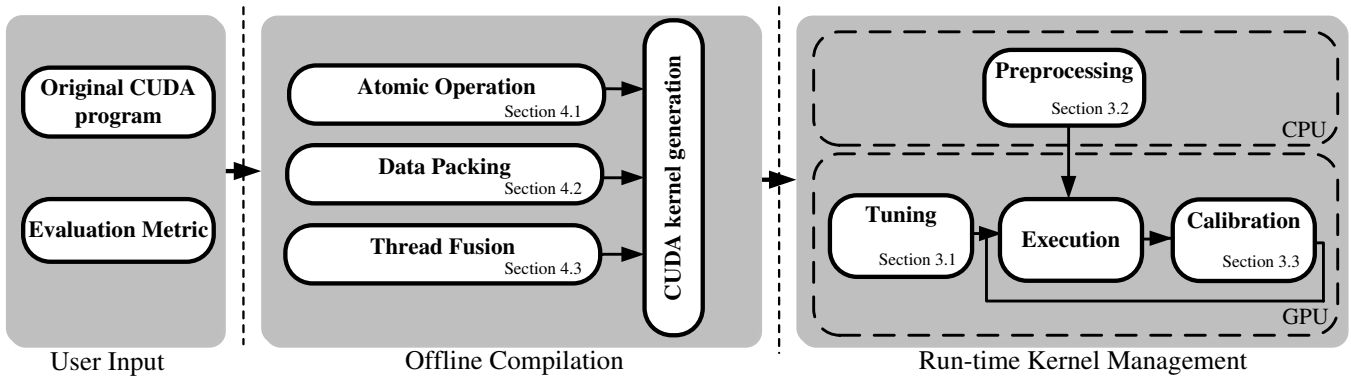 Original CUDA
program
Evaluation Metric
User Input
Atomic Operation
Section 4.1
Data Packing
Section 4.2
Thread Fusion
Section 4.3
CUDA kernel generation
Offline Compilation
Preprocessing
Section 3.2
CPU
Tuning
Section 3.1
Execution
Calibration
Section 3.3
GPU
Run-time Kernel Management